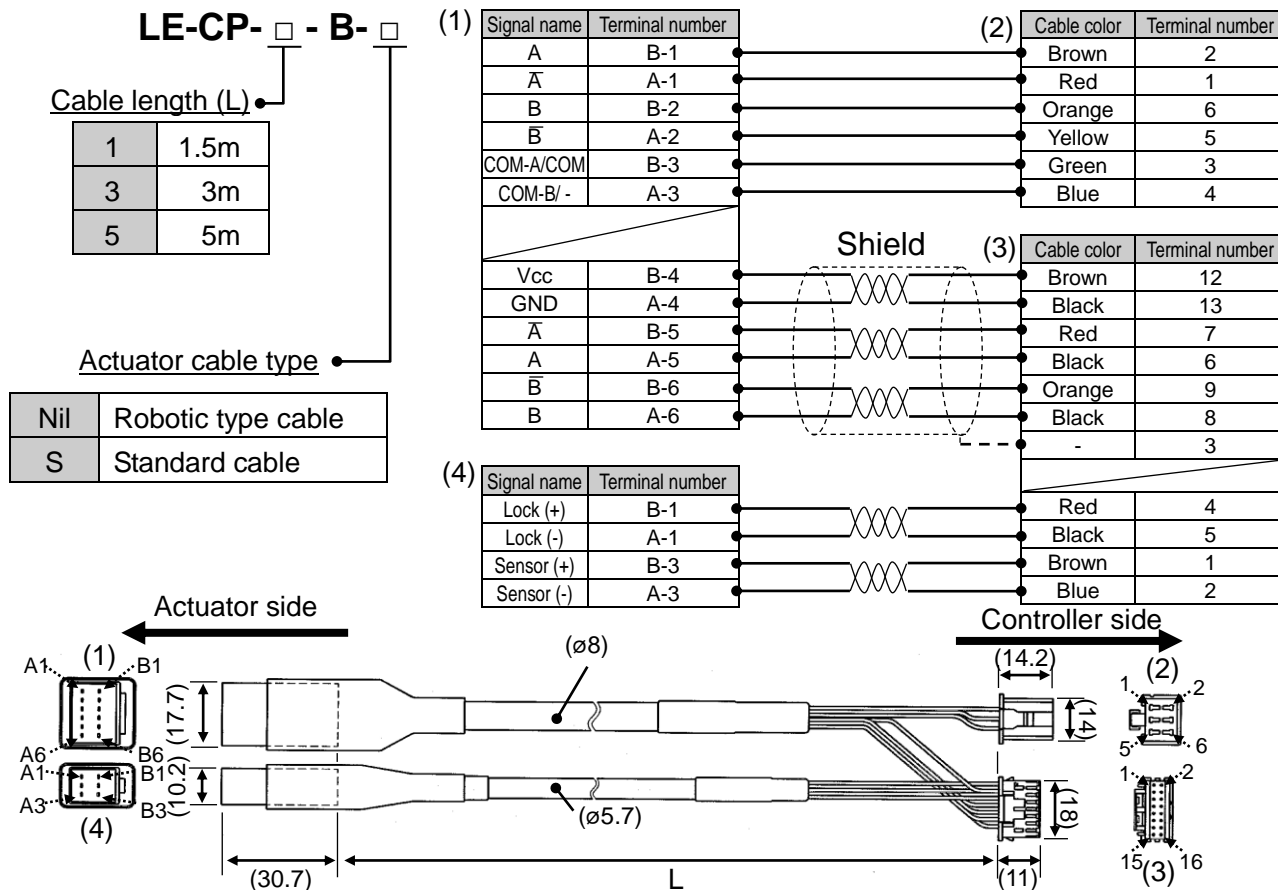 LE-CP- □ - B- □
Cable length (L)
1 1.5m
3 3m
5 5m
Actuator cable type
Nil Robotic type cable
S Standard cable
(1)
Signal name Terminal number
A B-1
A̅ A-1
B B-2
B̅ A-2
COM-A/COM B-3
COM-B/ - A-3
Vcc B-4
GND A-4
A̅ B-5
A A-5
B̅ B-6
B A-6
Shield
(2)
Cable color Terminal number
Brown 2
Red 1
Orange 6
Yellow 5
Green 3
Blue 4
(3)
Cable color Terminal number
Brown 12
Black 13
Red 7
Black 6
Orange 9
Black 8
- 3
Red 4
Black 5
Brown 1
Blue 2
(4)
Signal name Terminal number
Lock (+) B-1
Lock (-) A-1
Sensor (+) B-3
Sensor (-) A-3
Actuator side
Controller side
(1)
A1 B1
A6 B6
A1 B1
A3 B3
(4)
(17.7)
(10.2)
(30.7)
(ø8)
(ø5.7)
L
(14.2)
(14)
(18)
(11)
(2)
1 2
5 6
1 2
15 16
(3)